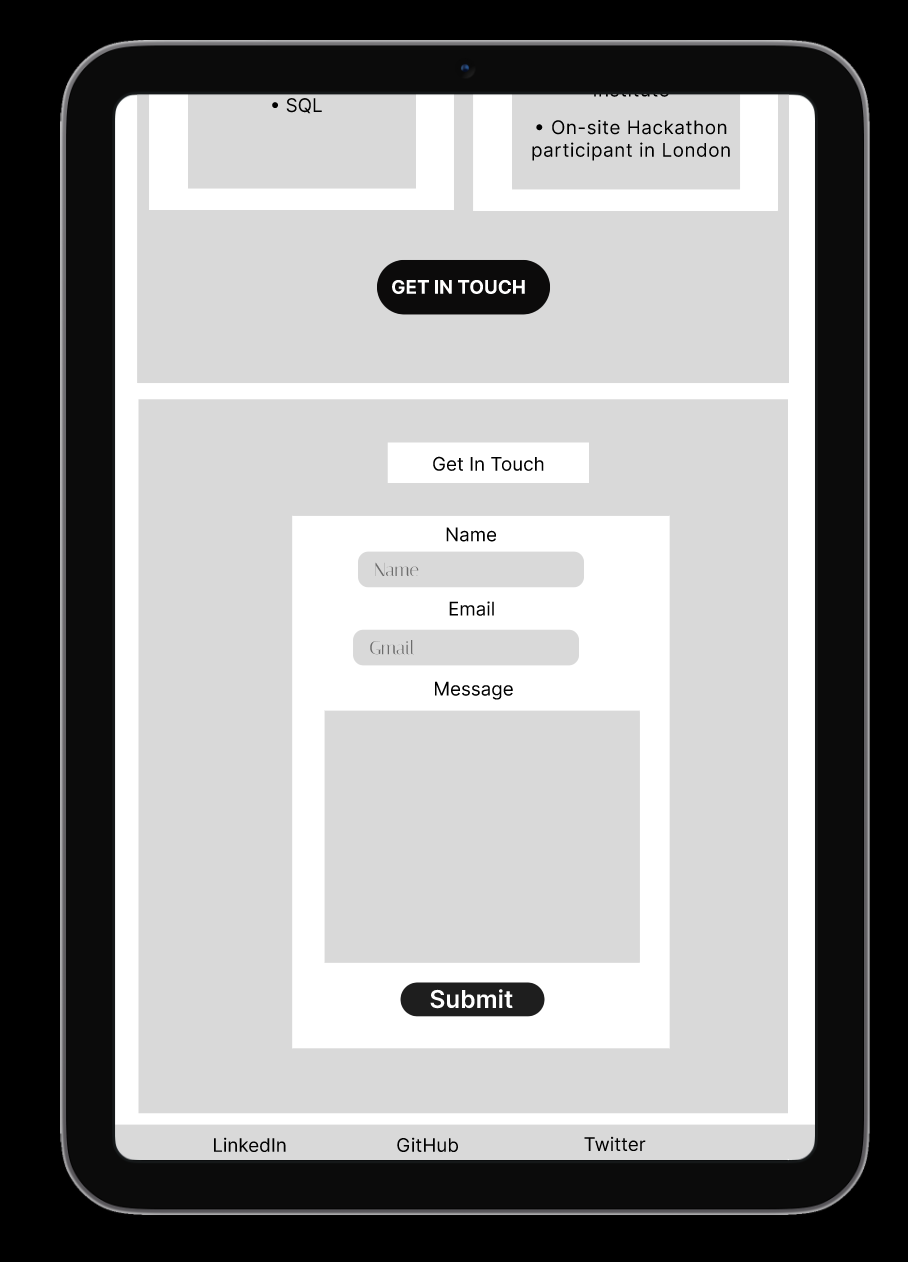 • SQL
• On-site Hackathon
participant in London
GET IN TOUCH
Get In Touch
Name
Name
Email
Gmail
Message
Submit
LinkedIn GitHub Twitter